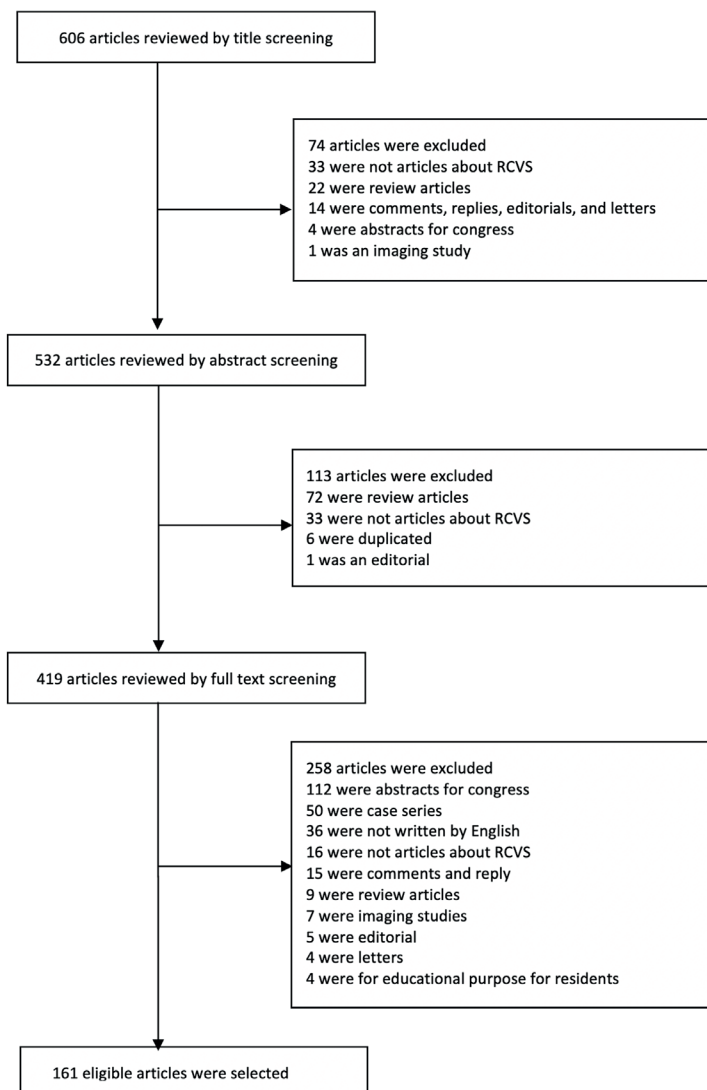 606 articles reviewed by title screening
74 articles were excluded
33 were not articles about RCVS
22 were review articles
14 were comments, replies, editorials, and letters
4 were abstracts for congress
1 was an imaging study
532 articles reviewed by abstract screening
113 articles were excluded
72 were review articles
33 were not articles about RCVS
6 were duplicated
1 was an editorial
419 articles reviewed by full text screening
258 articles were excluded
112 were abstracts for congress
50 were case series
36 were not written by English
16 were not articles about RCVS
15 were comments and reply
9 were review articles
7 were imaging studies
5 were editorial
4 were letters
4 were for educational purpose for residents
161 eligible articles were selected